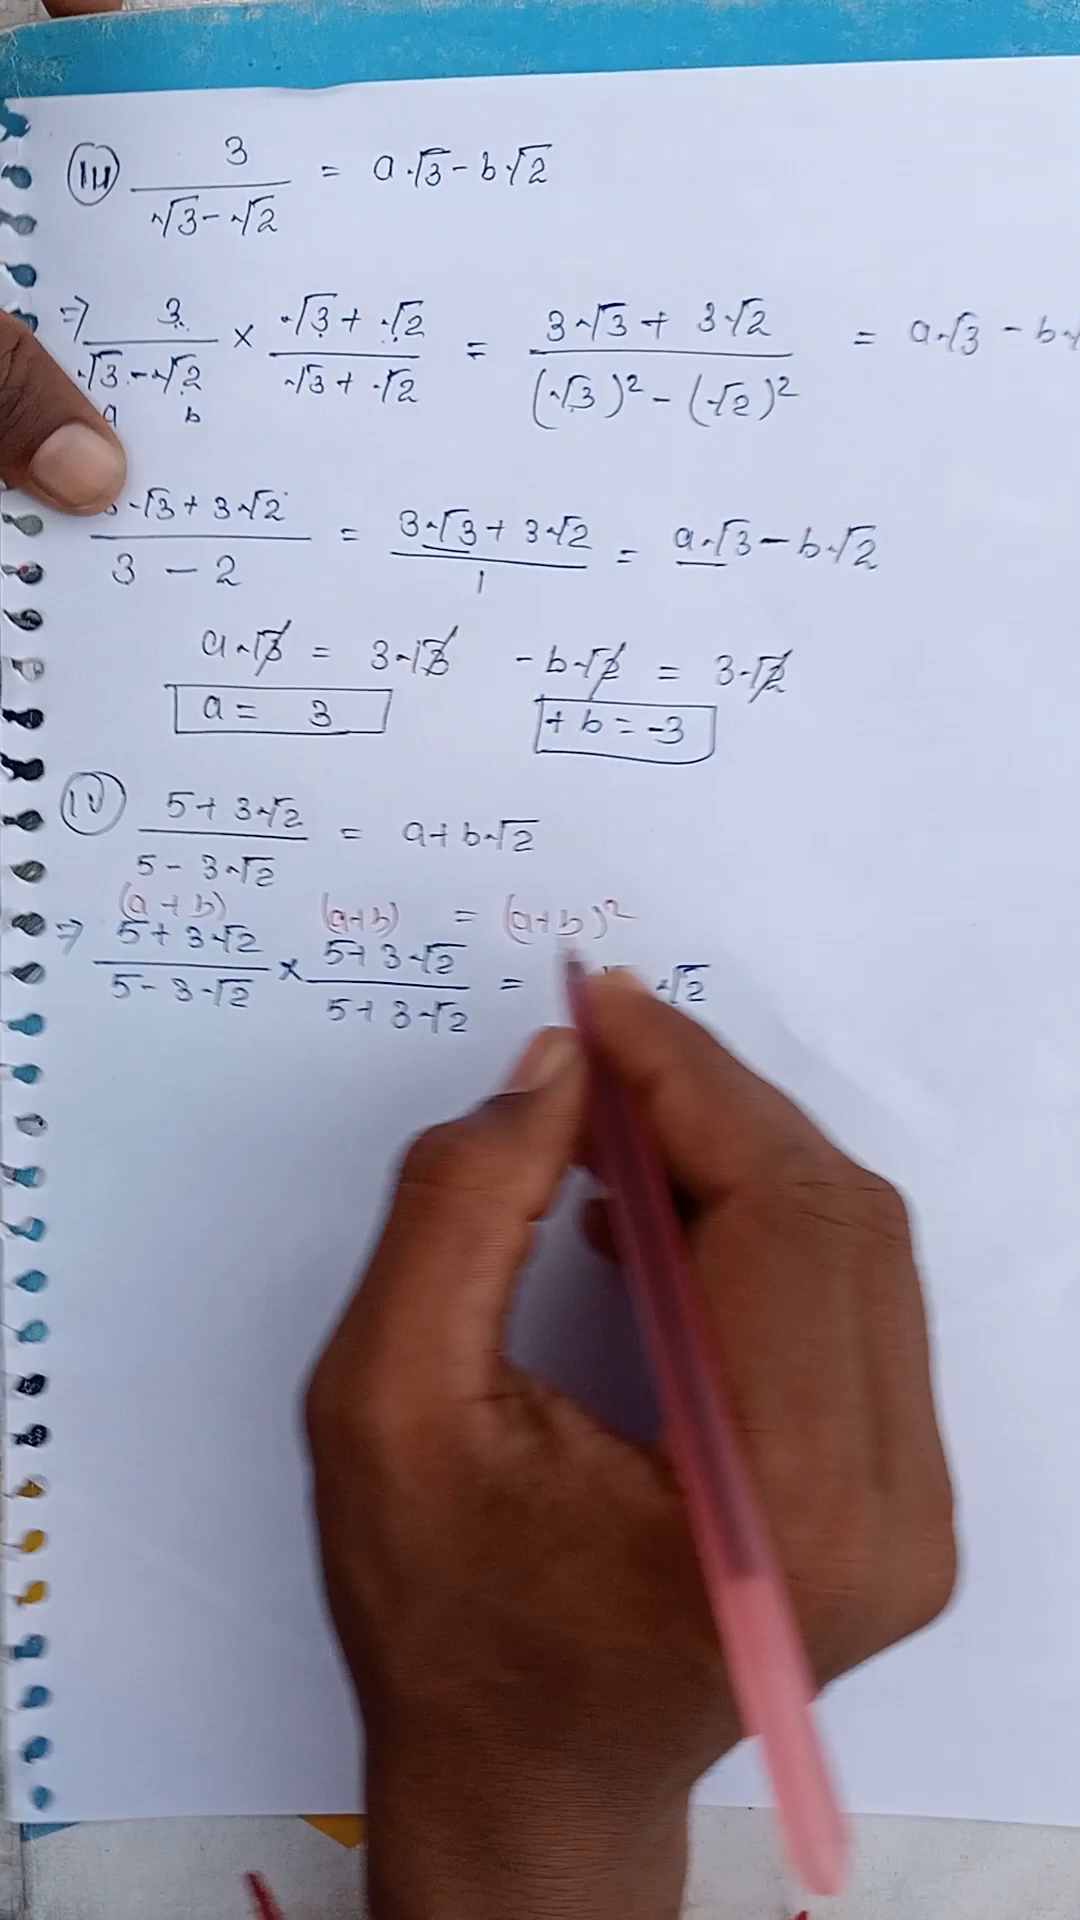 (iii) 3/(√3-√2) = a√3-b√2
⇒ 3/(√3-√2) × (√3+√2)/(√3+√2) = (3√3+3√2)/((√3)²-(√2)²) = a√3-b
a b
√3+3√2/(3-2) = (3√3+3√2)/1 = a√3-b√2
a√3 = 3√3 -b√2 = 3√2
a = 3 +b = -3
(iv) (5+3√2)/(5-3√2) = a+b√2
(a+b) (a+b) = (a+b)²
⇒ (5+3√2)/(5-3√2) × (5+3√2)/(5+3√2) = √2